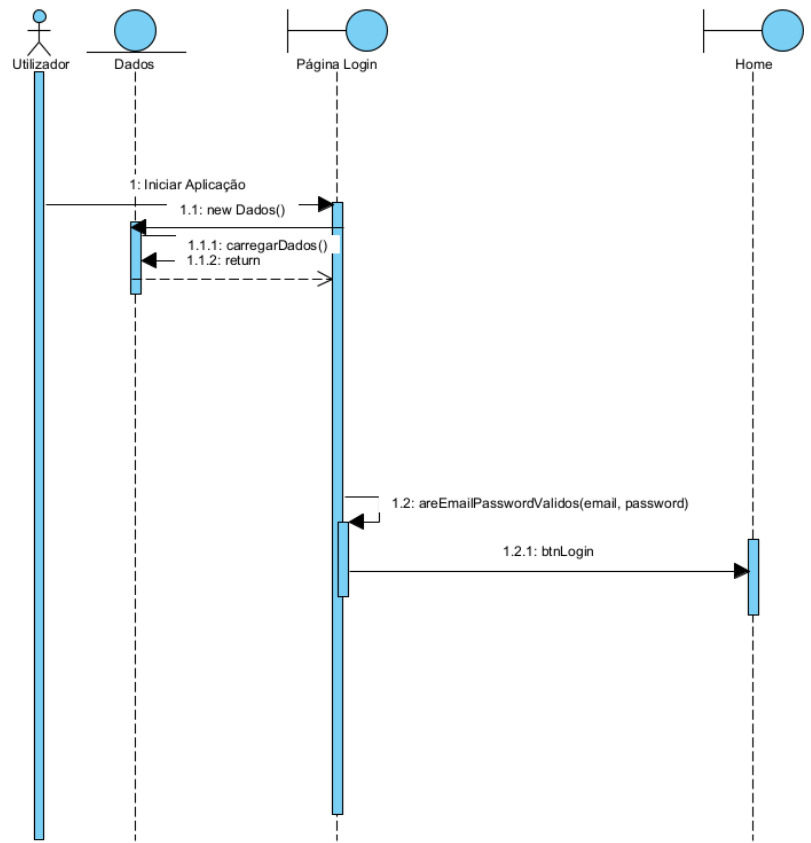 Utilizador
Dados
Página Login
Home
1: Iniciar Aplicação
1.1: new Dados()
1.1.1: carregarDados()
1.1.2: return
1.2: areEmailPasswordValidos(email, password)
1.2.1: btnLogin